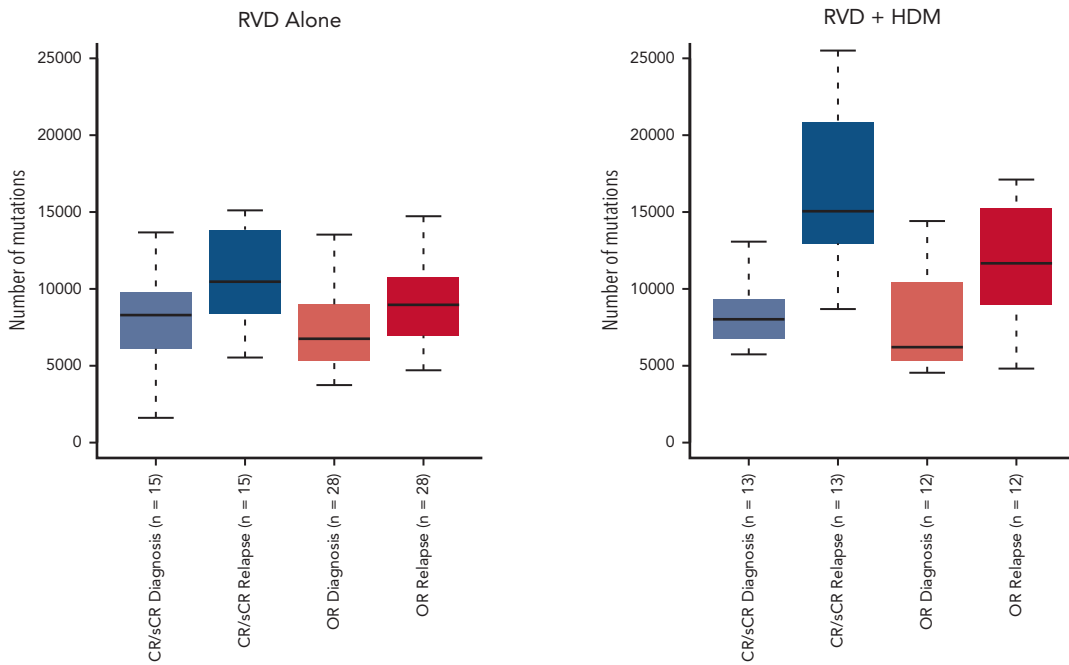 RVD Alone
Number of mutations
25000
20000
15000
10000
5000
0
CR/sCR Diagnosis (n = 15)
CR/sCR Relapse (n = 15)
OR Diagnosis (n = 28)
OR Relapse (n = 28)
RVD + HDM
Number of mutations
25000
20000
15000
10000
5000
0
CR/sCR Diagnosis (n = 13)
CR/sCR Relapse (n = 13)
OR Diagnosis (n = 12)
OR Relapse (n = 12)